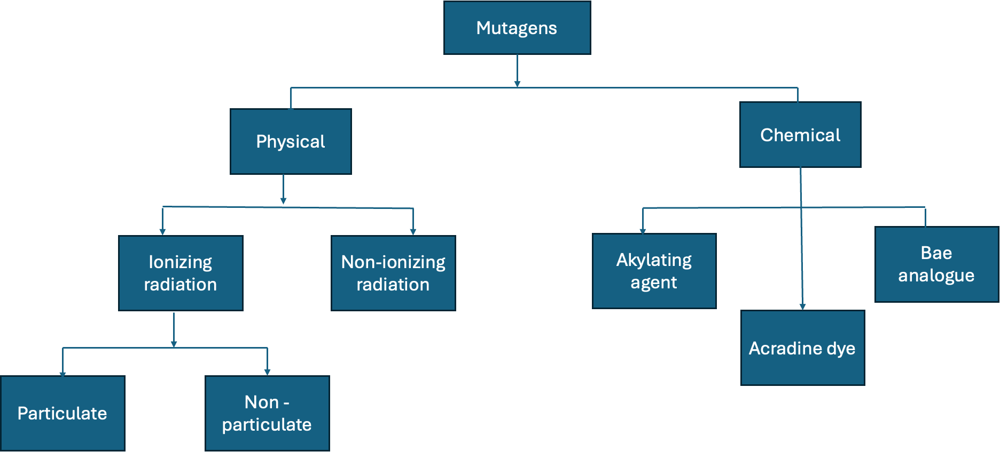 Mutagens
Physical
Chemical
Ionizing
radiation
Non-ionizing
radiation
Akylating
agent
Bae
analogue
Acradine dye
Particulate
Non -
particulate